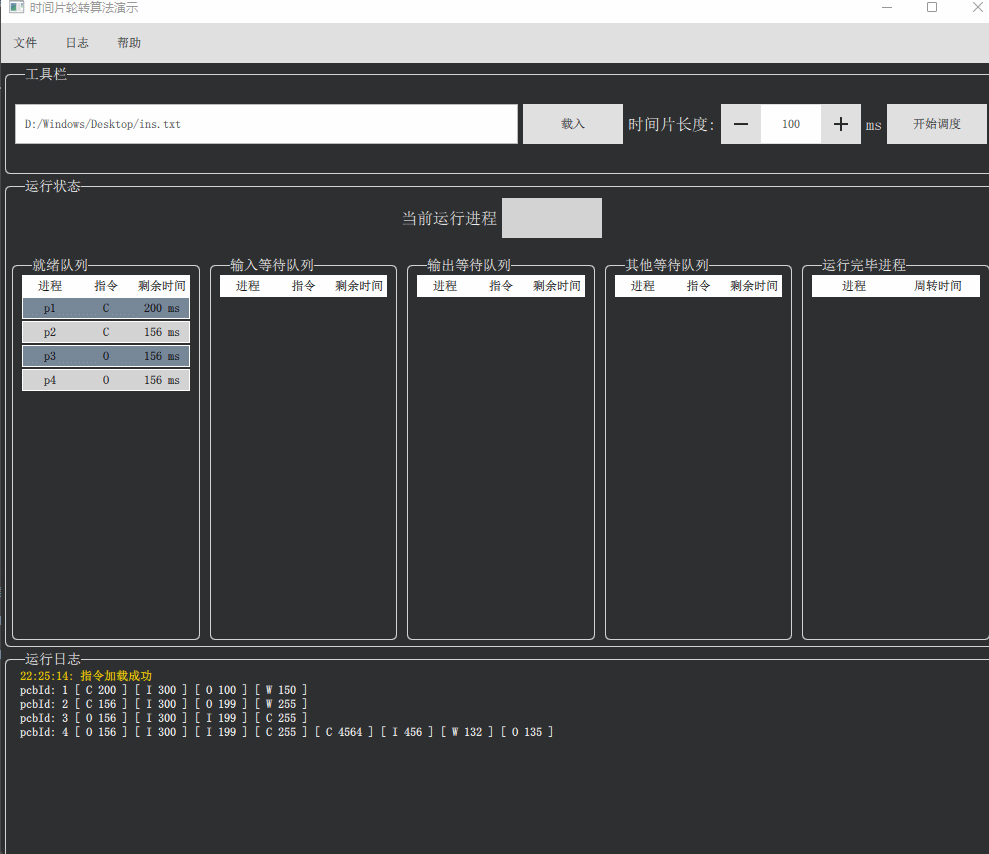 时间片轮转算法演示
文件 日志 帮助
工具栏
D:/Windows/Desktop/ins.txt 载入 时间片长度: — 100 + ms 开始调度
运行状态
当前运行进程
就绪队列 输入等待队列 输出等待队列 其他等待队列 运行完毕进程
进程 指令 剩余时间 进程 指令 剩余时间 进程 指令 剩余时间 进程 指令 剩余时间 进程 周转时间
p1 C 200 ms
p2 C 156 ms
p3 O 156 ms
p4 O 156 ms
运行日志
22:25:14: 指令加载成功
pcbId: 1 [ C 200 ] [ I 300 ] [ O 100 ] [ W 150 ]
pcbId: 2 [ C 156 ] [ I 300 ] [ O 199 ] [ W 255 ]
pcbId: 3 [ O 156 ] [ I 300 ] [ I 199 ] [ C 255 ]
pcbId: 4 [ O 156 ] [ I 300 ] [ I 199 ] [ C 255 ] [ C 4564 ] [ I 456 ] [ W 132 ] [ O 135 ]